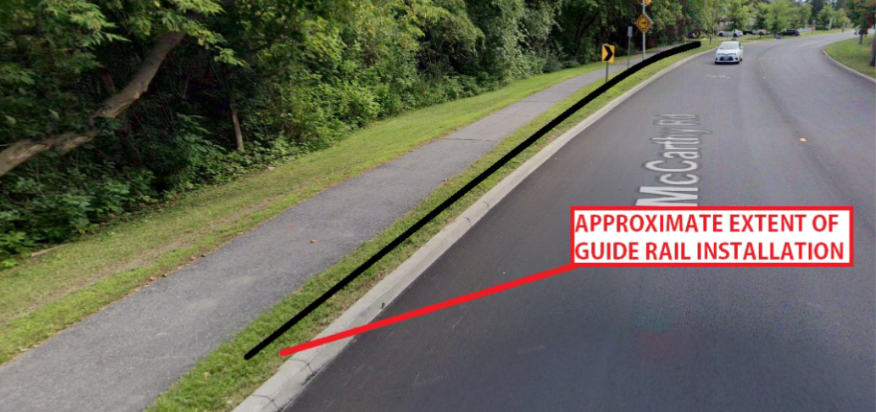 McCarthy Rd
APPROXIMATE EXTENT OF
GUIDE RAIL INSTALLATION